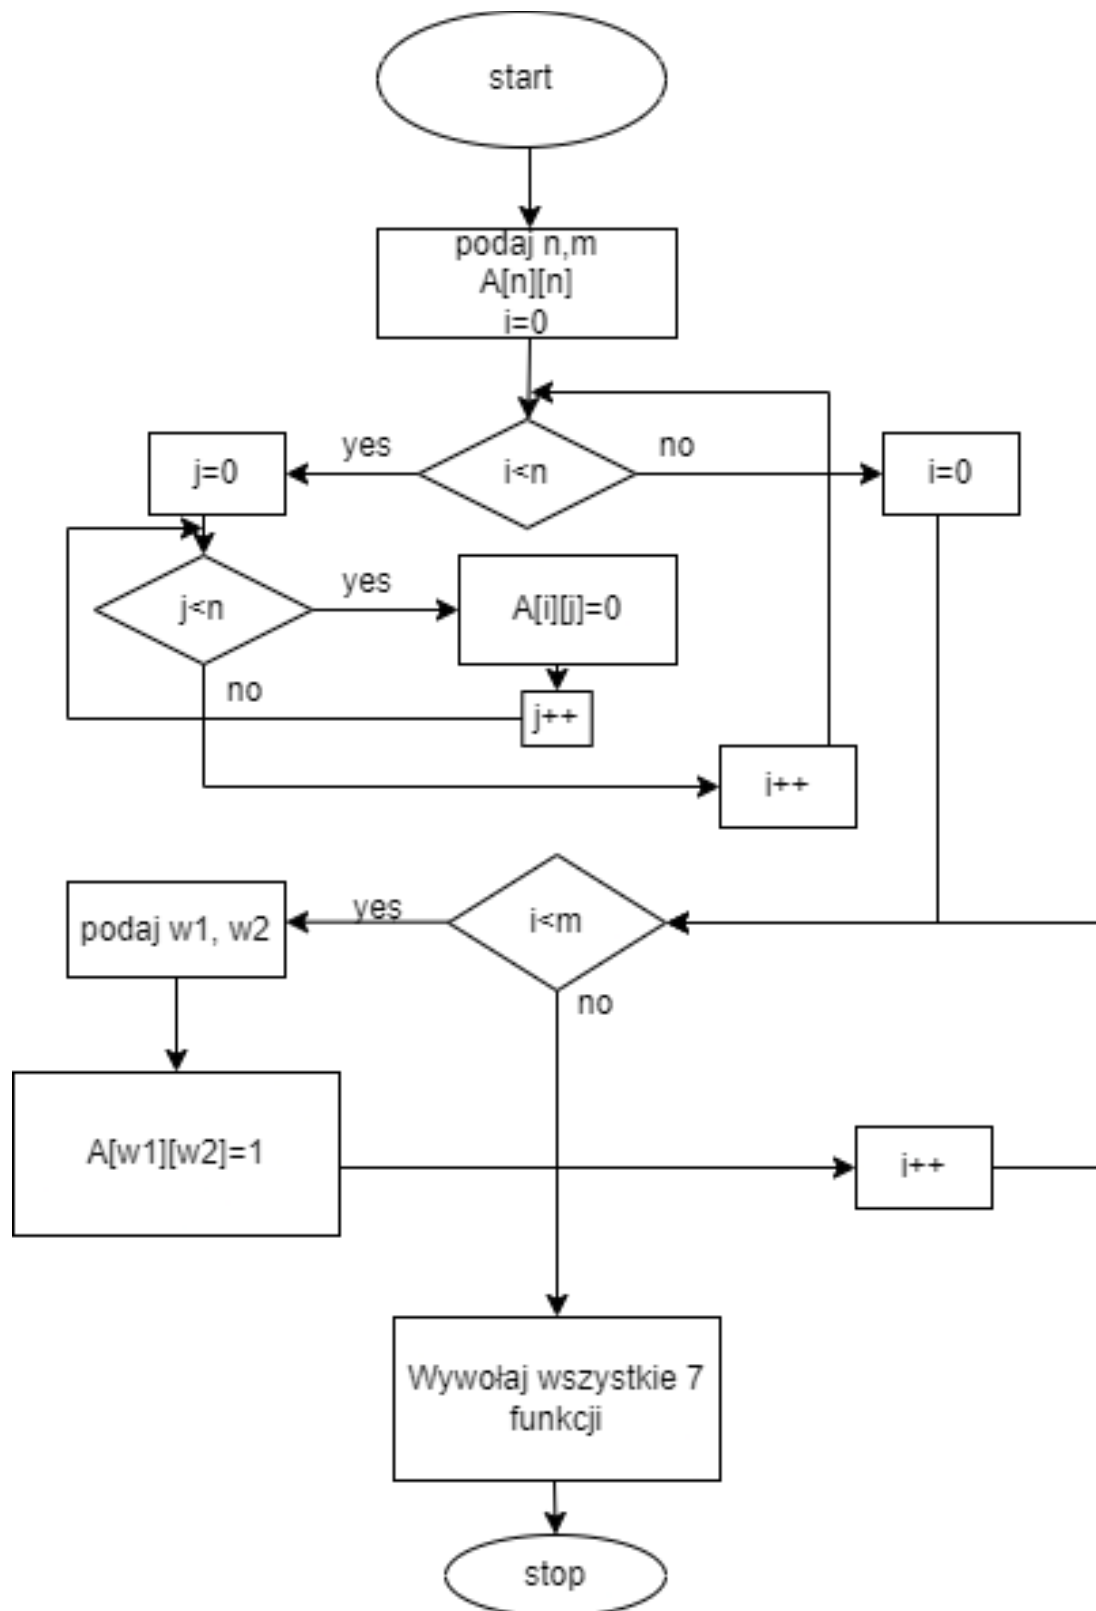 start
podaj n,m
A[n][n]
i=0
yes
i<n
no
j=0
i=0
j<n
yes
A[i][j]=0
no
j++
i++
podaj w1, w2
yes
i<m
no
A[w1][w2]=1
i++
Wywołaj wszystkie 7
funkcji
stop